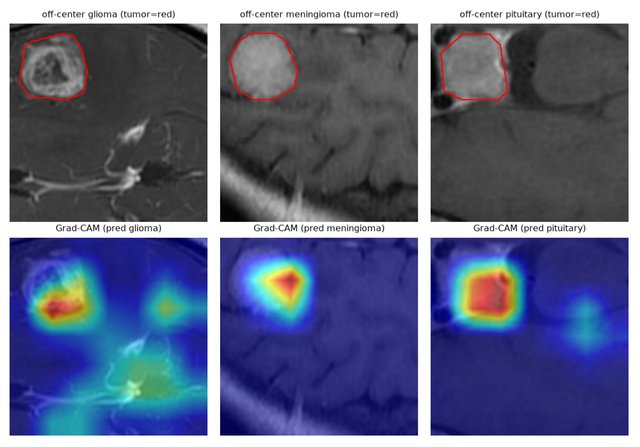 off-center glioma (tumor=red)
off-center meningioma (tumor=red)
off-center pituitary (tumor=red)
Grad-CAM (pred glioma)
Grad-CAM (pred meningioma)
Grad-CAM (pred pituitary)